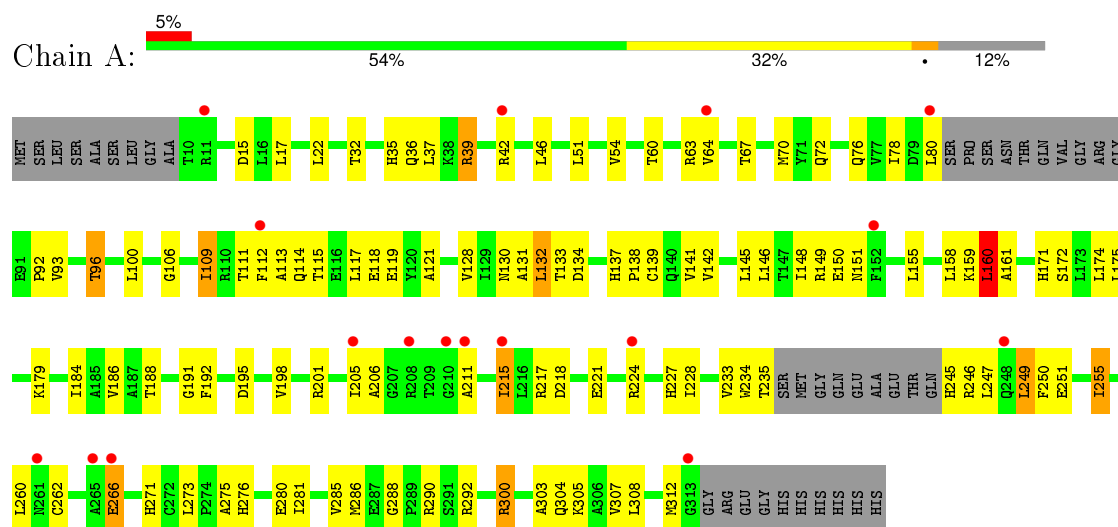 5%
Chain A:
54% 32% • 12%
MET SER LEU SER ALA SER LEU GLY ALA T10 R11 D15 L16 L17 L22 T32 H35 Q36 L37 K38 R39 R42 L46 L51 V54 T60 R63 V64 T67 M70 Y71 Q72 Q76 V77 I78 D79 L80 SER PRO SER ASN THR GLN VAL GLY ARG GLY
E91 P92 V93 T96 L100 G106 I109 R110 T111 F112 A113 Q114 T115 E116 L117 E118 E119 Y120 A121 V128 I129 N130 A131 L132 T133 D134 H137 P138 C139 Q140 V141 V142 L145 L146 T147 I148 R149 E150 N151 F152 L155 L158 K159 L160 A161 H171 S172 L173 L174 L175
K179 I184 A185 V186 A187 T188 G191 F192 D195 V198 R201 I205 A206 G207 R208 T209 G210 A211 I215 L216 R217 D218 E221 R224 H227 I228 V233 W234 T235 SER MET GLY GLN GLU ALA GLU THR GLN H245 R246 L247 Q248 L249 F250 E251 I255
L260 N261 C262 A265 E266 H271 C272 L273 P274 A275 H276 E280 I281 V285 M286 E287 G288 P289 R290 S291 R292 R300 A303 Q304 K305 A306 V307 L308 M312 G313 GLY ARG GLU GLY HIS HIS HIS HIS HIS HIS